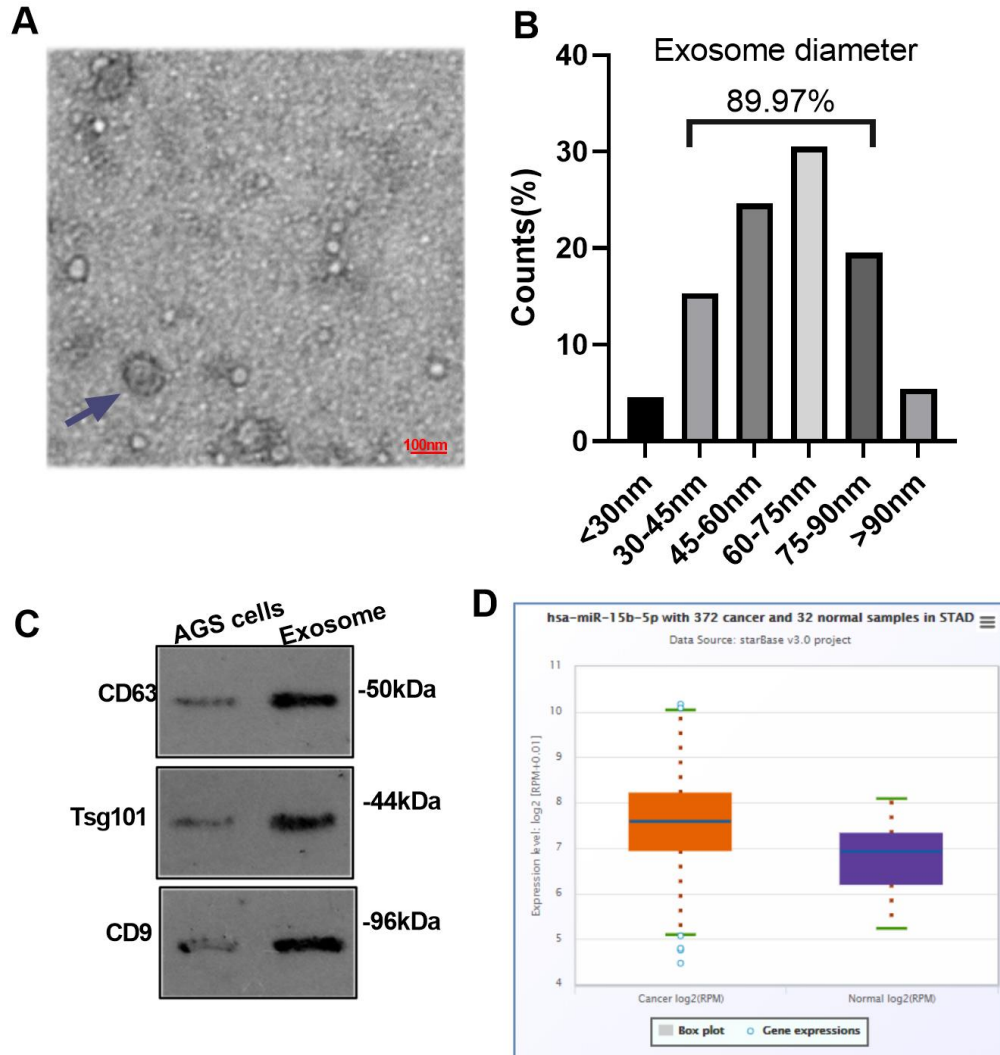 A
100nm
B
Exosome diameter
89.97%
Counts(%)
40
30
20
10
0
<30nm
30-45nm
45-60nm
60-75nm
75-90nm
>90nm
C
AGS cells Exosome
CD63 -50kDa
Tsg101 -44kDa
CD9 -96kDa
D
hsa-miR-15b-5p with 372 cancer and 32 normal samples in STAD
Data Source: starBase v3.0 project
Expression level: log2 [RPM+0.01]
11
10
9
8
7
6
5
4
Cancer log2(RPM) Normal log2(RPM)
Box plot Gene expressions